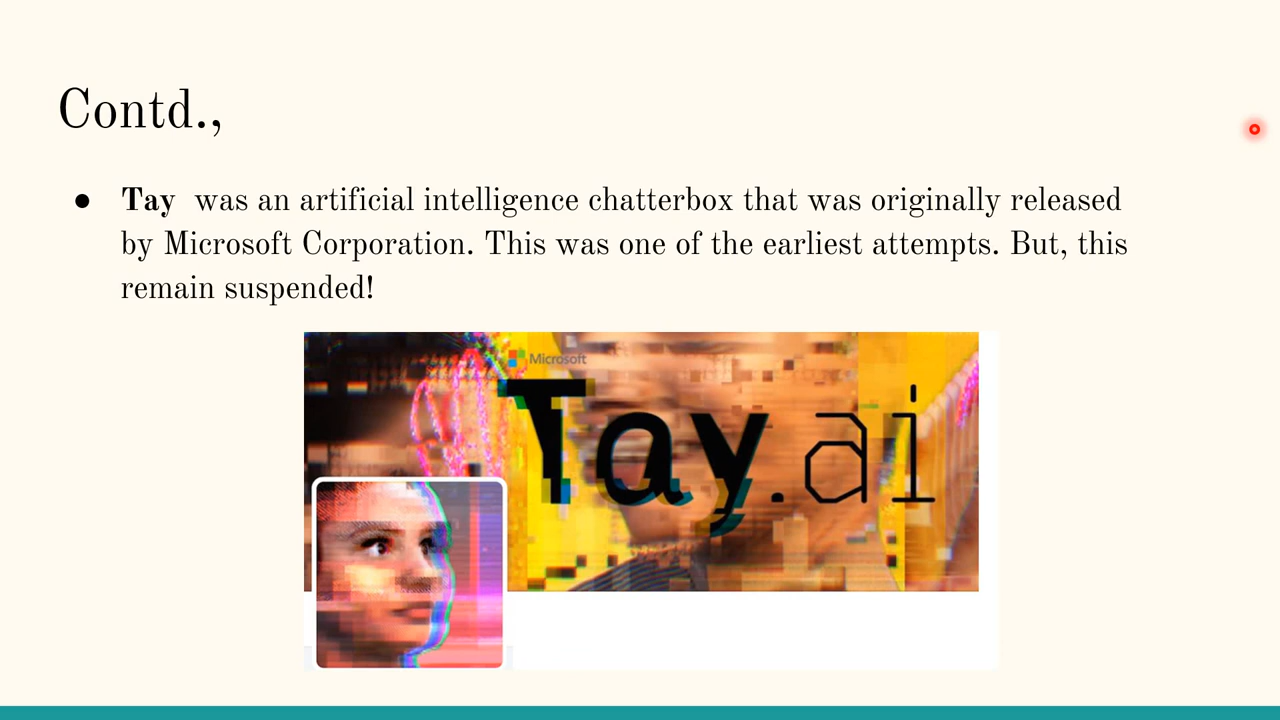 Contd.,
● Tay was an artificial intelligence chatterbox that was originally released
by Microsoft Corporation. This was one of the earliest attempts. But, this
remain suspended!
Microsoft
Tay.ai